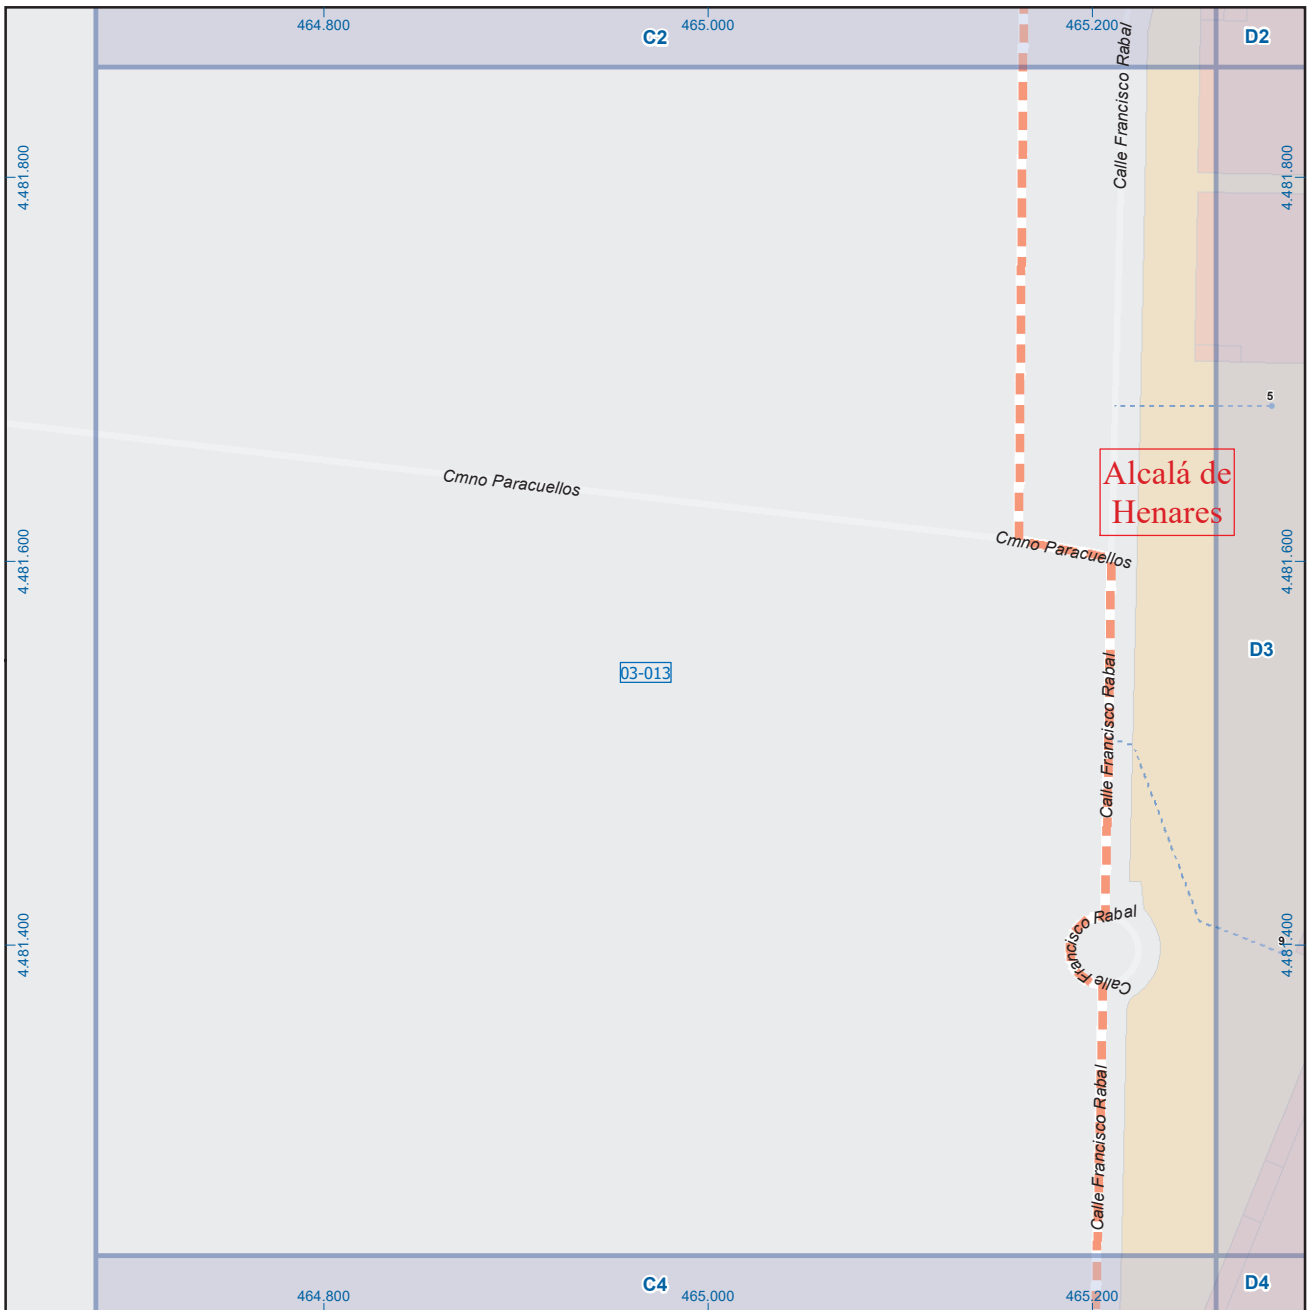 464.800
465.000
465.200
C2
D2
Calle Francisco Rabal
4.481.800
4.481.800
5
Alcalá de
Henares
Cmno Paracuellos
Cmno Paracuellos
4.481.600
4.481.600
D3
03-013
Calle Francisco Rabal
Calle Francisco Rabal
4.481.400
9
4.481.400
Calle Francisco Rabal
C4
D4
464.800
465.000
465.200